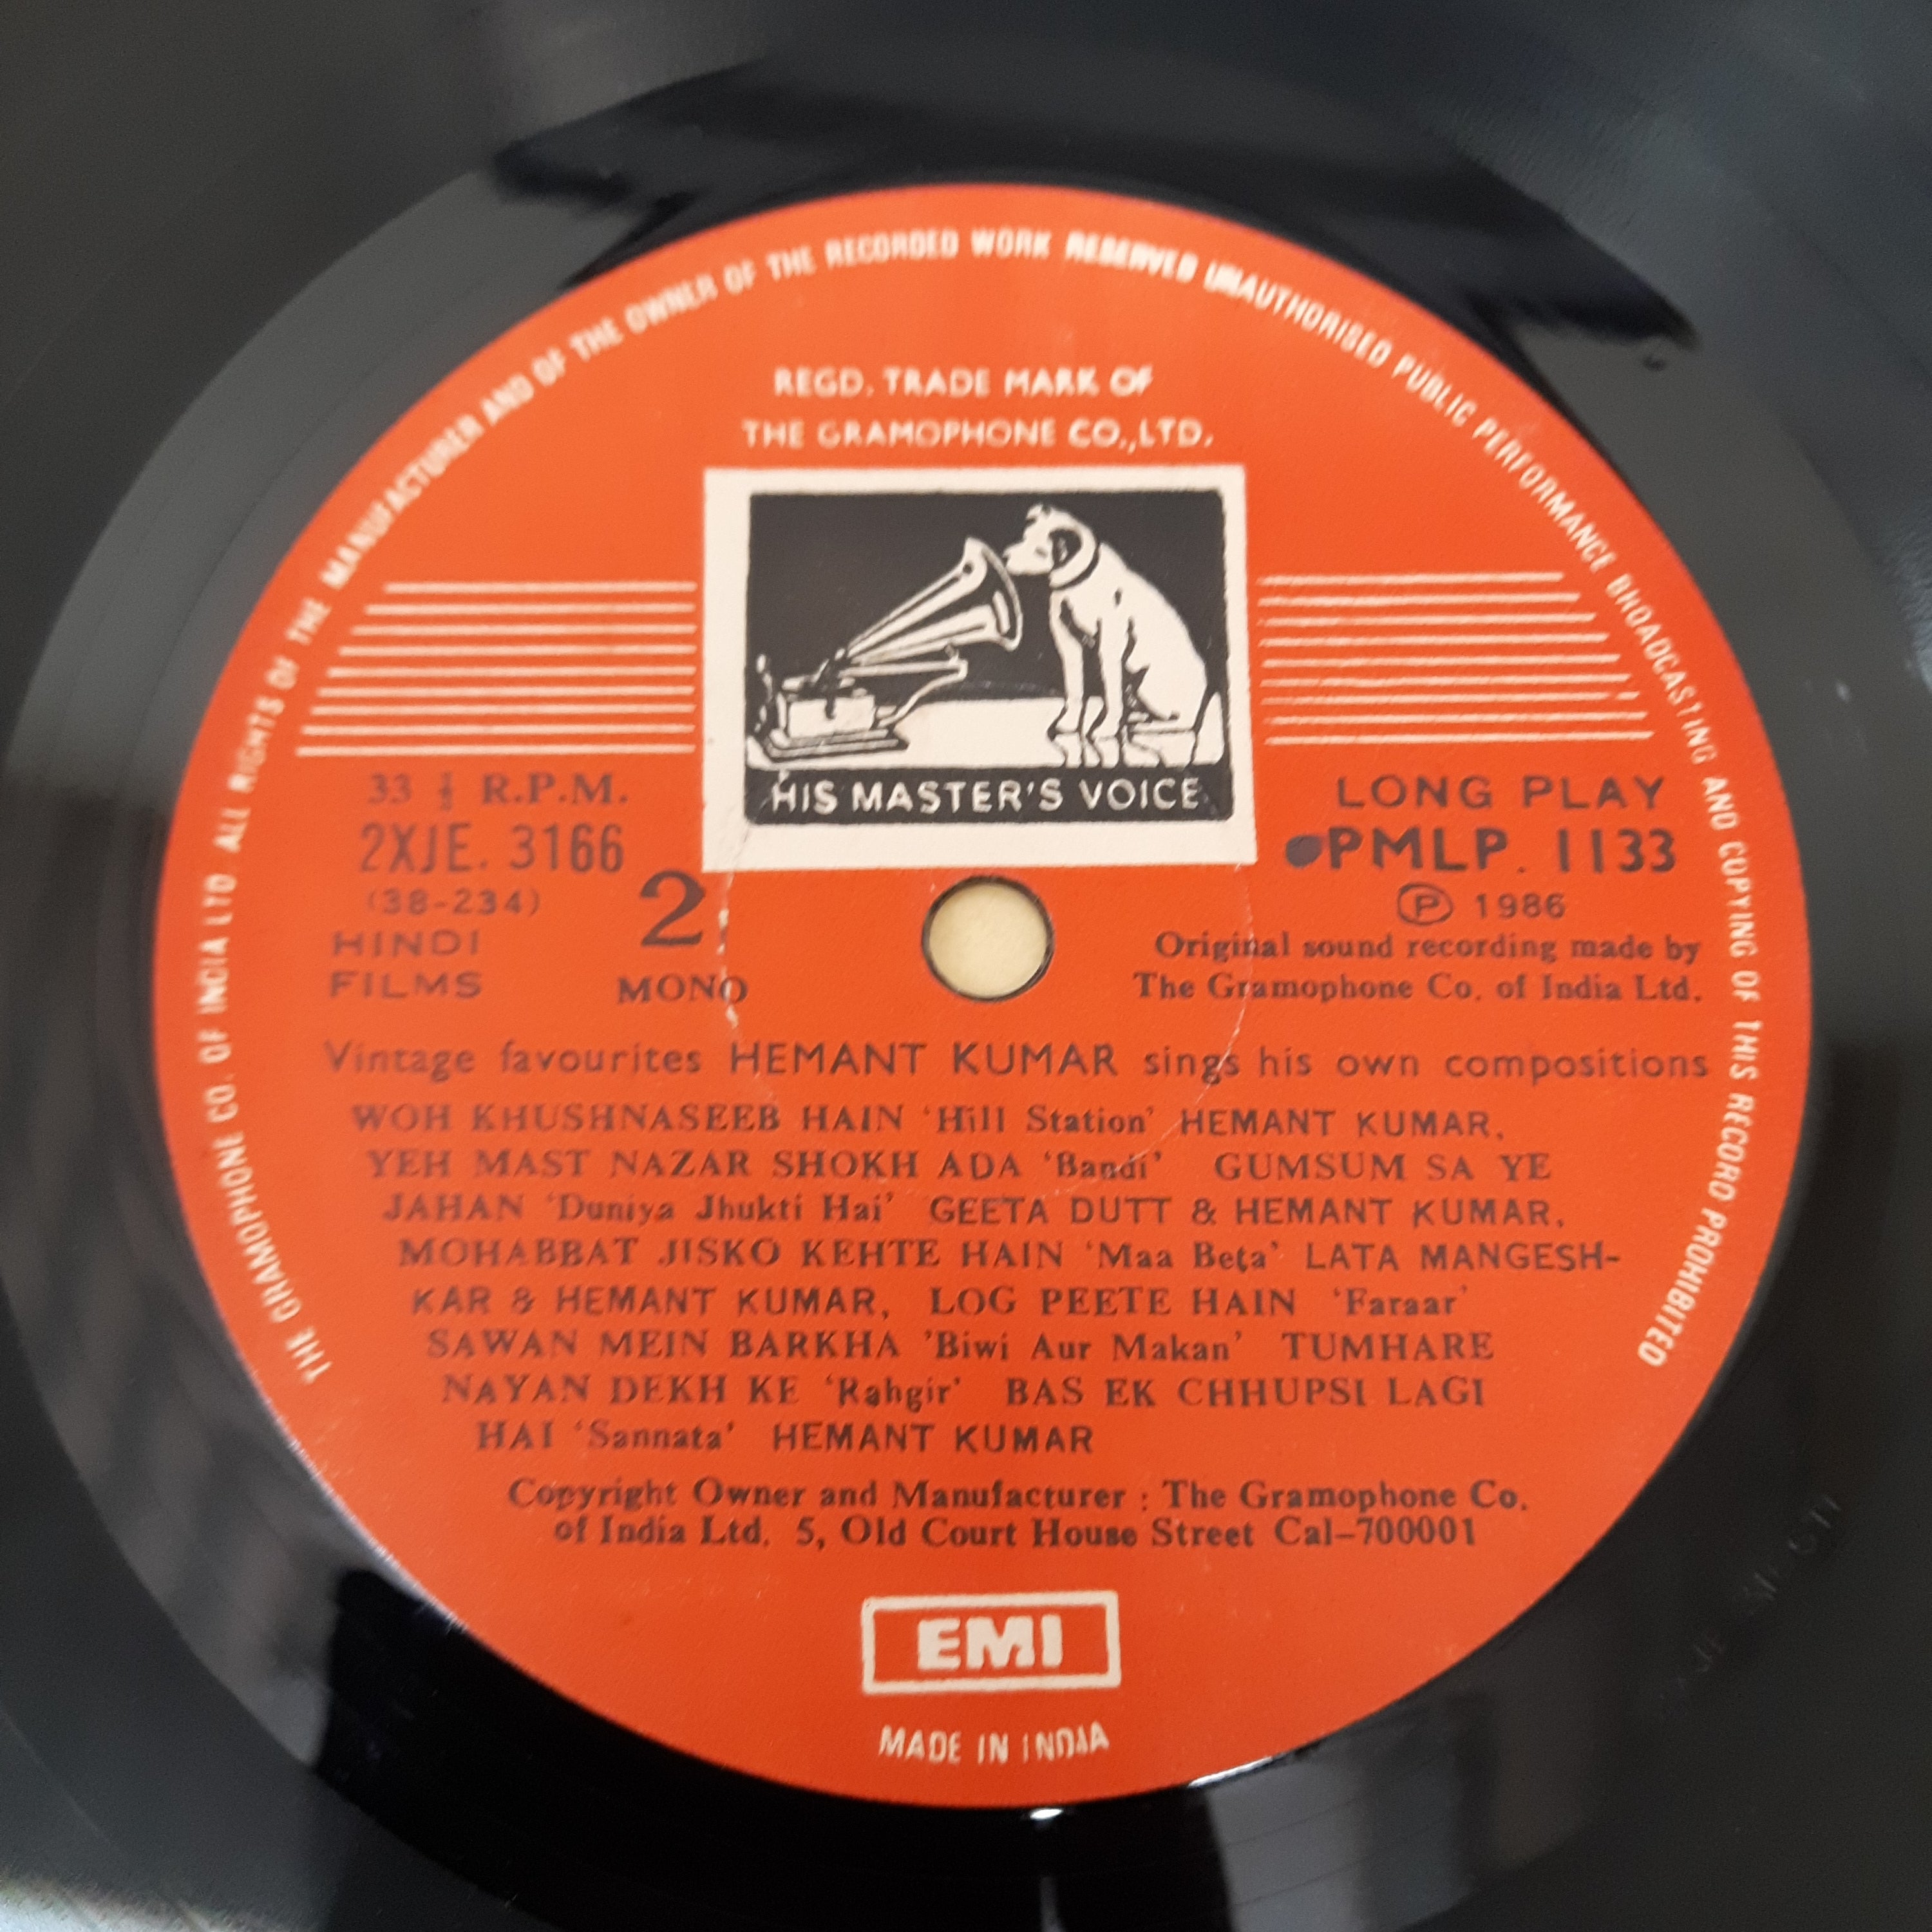 THE GRAMOPHONE CO. OF INDIA LTD. ALL RIGHTS OF THE MANUFACTURER AND OF THE OWNER OF THE RECORDED WORK RESERVED UNAUTHORISED PUBLIC PERFORMANCE BROADCASTING AND COPYING OF THIS RECORD PROHIBITED
REGD. TRADE MARK OF
THE GRAMOPHONE CO.,LTD.
HIS MASTER'S VOICE
33 ⅓ R.P.M.
2XJE. 3166
(38-234)
HINDI
FILMS
2
MONO
LONG PLAY
PMLP. 1133
Ⓟ 1986
Original sound recording made by
The Gramophone Co. of India Ltd.
Vintage favourites HEMANT KUMAR sings his own compositions
WOH KHUSHNASEEB HAIN 'Hill Station' HEMANT KUMAR,
YEH MAST NAZAR SHOKH ADA 'Bandi' GUMSUM SA YE
JAHAN 'Duniya Jhukti Hai' GEETA DUTT & HEMANT KUMAR,
MOHABBAT JISKO KEHTE HAIN 'Maa Beta' LATA MANGESH-
KAR & HEMANT KUMAR, LOG PEETE HAIN 'Faraar'
SAWAN MEIN BARKHA 'Biwi Aur Makan' TUMHARE
NAYAN DEKH KE 'Rahgir' BAS EK CHHUPSI LAGI
HAI 'Sannata' HEMANT KUMAR
Copyright Owner and Manufacturer : The Gramophone Co.
of India Ltd. 5, Old Court House Street Cal-700001
EMI
MADE IN INDIA